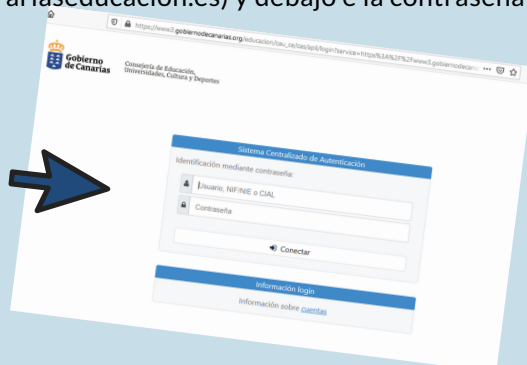 ariaseducacion.es) y debajo e la contraseña
https://www3.gobiernodecanarias.org/educacion/cau_ce/cas/api/login?service=https%3A%2F%2Fwww3.gobiernodecanar
Gobierno
de Canarias
Consejería de Educación,
Universidades, Cultura y Deportes
Sistema Centralizado de Autenticación
Identificación mediante contraseña:
Usuario, NIF/NIE o CIAL
Contraseña
Conectar
Información login
Información sobre cuentas